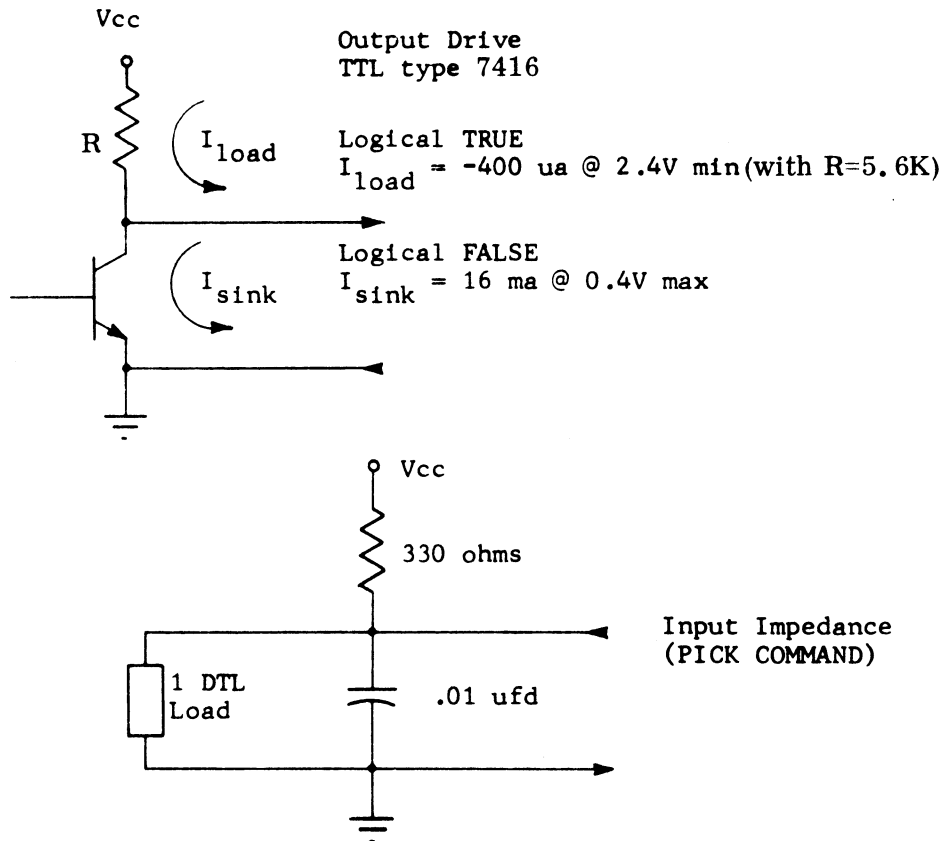 Vcc
Output Drive
TTL type 7416
R
I load
Logical TRUE
I load = -400 ua @ 2.4V min(with R=5.6K)
I sink
Logical FALSE
I sink = 16 ma @ 0.4V max
Vcc
330 ohms
Input Impedance
(PICK COMMAND)
1 DTL
Load
.01 ufd